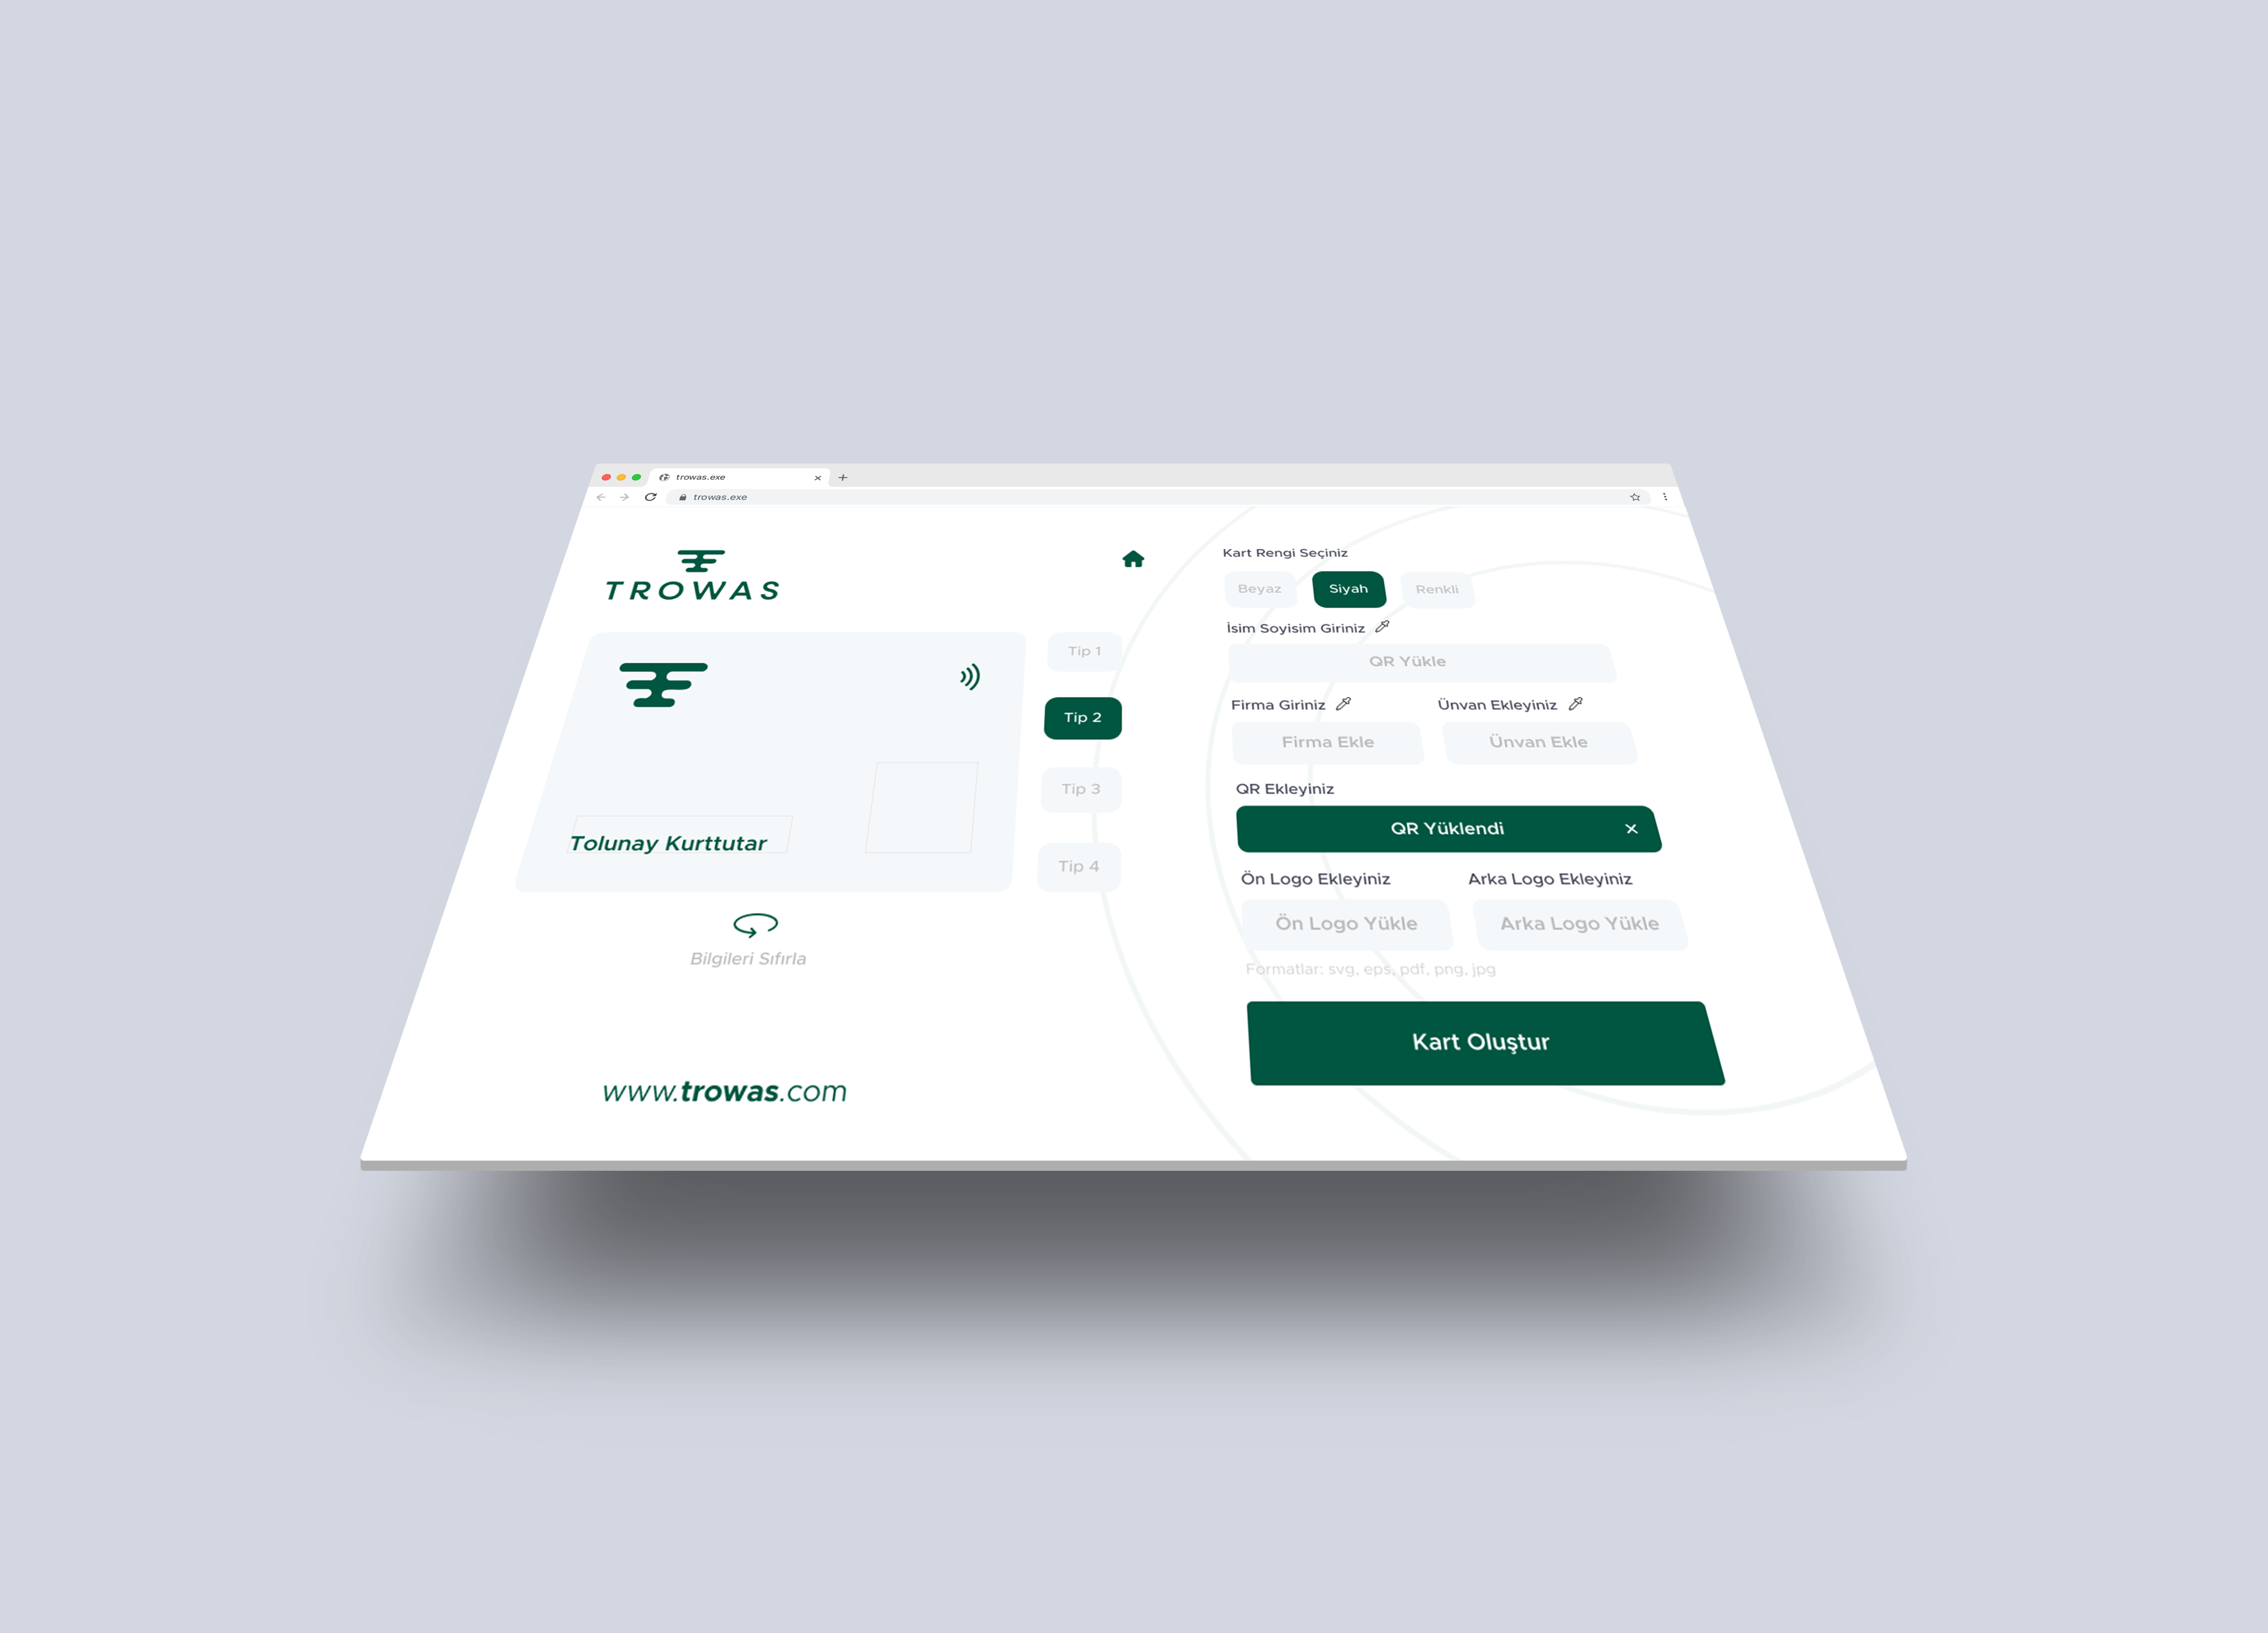 trowas.exe
trowas.exe
TROWAS
Tolunay Kurttutar
Bilgileri Sıfırla
www.trowas.com
Tip 1
Tip 2
Tip 3
Tip 4
Kart Rengi Seçiniz
Beyaz Siyah Renkli
İsim Soyisim Giriniz
QR Yükle
Firma Giriniz Ünvan Ekleyiniz
Firma Ekle Ünvan Ekle
QR Ekleyiniz
QR Yüklendi
Ön Logo Ekleyiniz Arka Logo Ekleyiniz
Ön Logo Yükle Arka Logo Yükle
Formatlar: svg, eps, pdf, png, jpg
Kart Oluştur